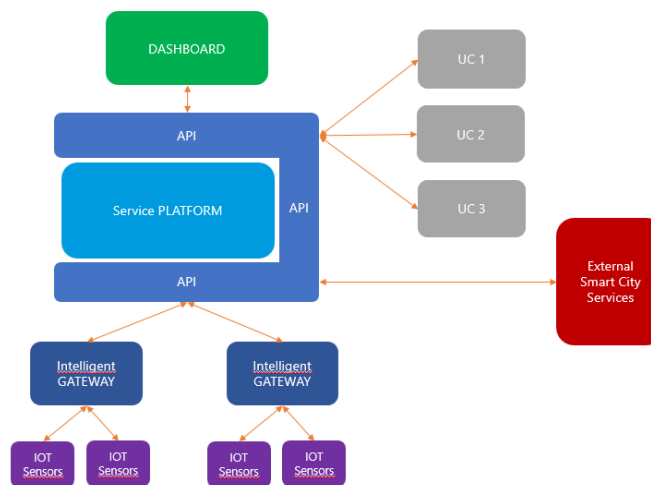 DASHBOARD
UC 1
API
UC 2
Service PLATFORM
API
UC 3
External
Smart City
Services
API
Intelligent
GATEWAY
Intelligent
GATEWAY
IOT
Sensors
IOT
Sensors
IOT
Sensors
IOT
Sensors